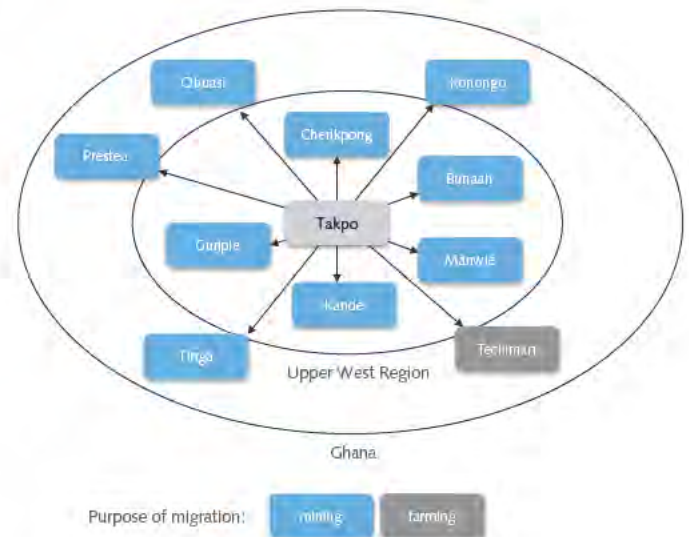 Obuasi
Konongo
Cherikpong
Prestea
Bunaan
Takpo
Gunpie
Manwie
Kande
Tinga
Techiman
Upper West Region
Ghana
Purpose of migration:
mining
farming